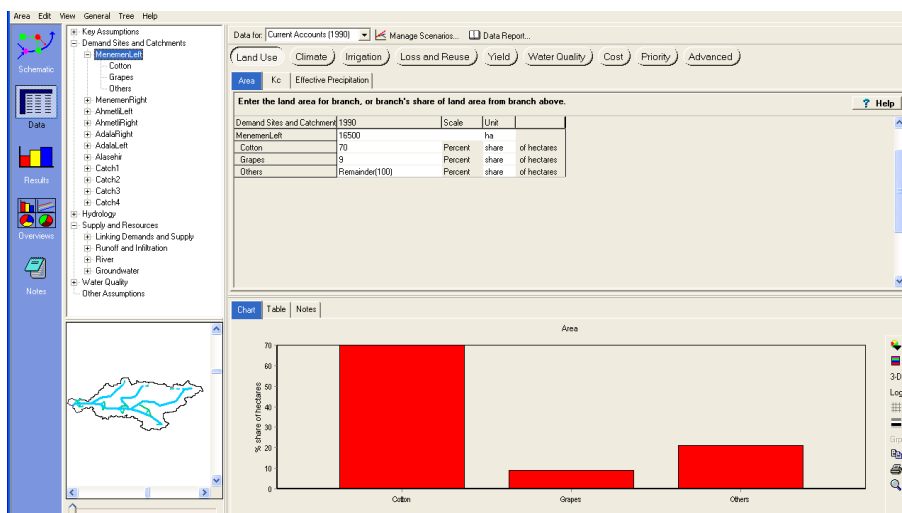 Area Edit View General Tree Help
Schematic
Data
Results
Overviews
Notes
Key Assumptions
Demand Sites and Catchments
MenemenLeft
Cotton
Grapes
Others
MenemenRight
AhmetliLeft
AhmetliRight
AdalaRight
AdalaLeft
Alasehir
Catch1
Catch2
Catch3
Catch4
Hydrology
Supply and Resources
Linking Demands and Supply
Runoff and Infiltration
River
Groundwater
Water Quality
Other Assumptions
Data for: Current Accounts (1990) Manage Scenarios... Data Report...
Land Use Climate Irrigation Loss and Reuse Yield Water Quality Cost Priority Advanced
Area Kc Effective Precipitation
Enter the land area for branch, or branch's share of land area from branch above.
? Help
Demand Sites and Catchment 1990 Scale Unit
MenemenLeft 16500 ha
Cotton 70 Percent share of hectares
Grapes 9 Percent share of hectares
Others Remainder(100) Percent share of hectares
Chart Table Notes
Area
% share of hectares
70
60
50
40
30
20
10
0
Cotton Grapes Others
3-D
Log
Grp